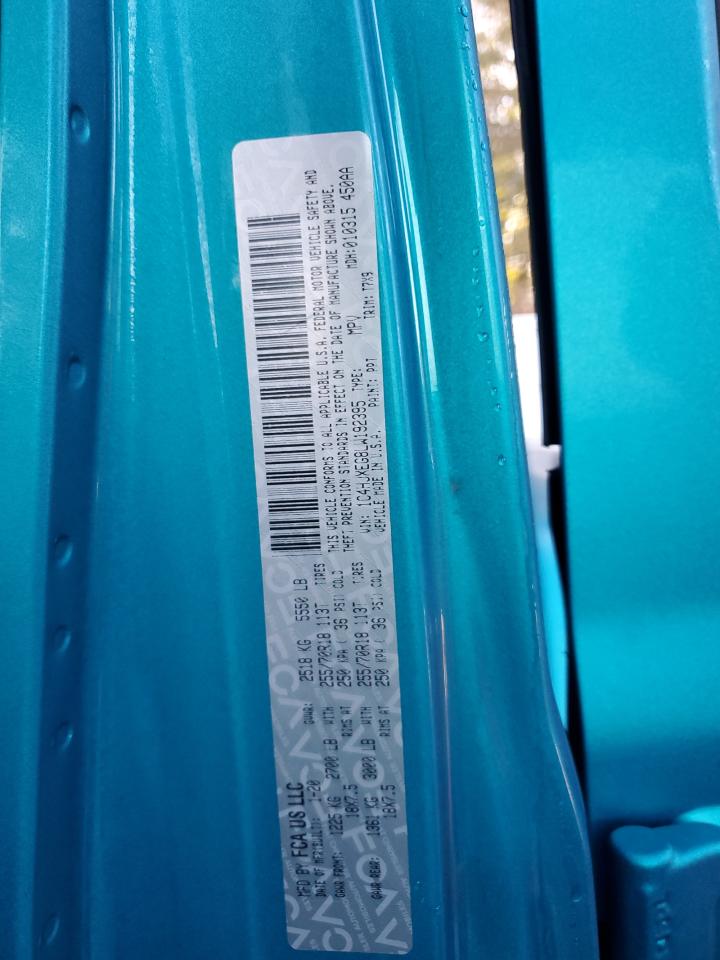 MFD BY FCA US LLC
DATE OF MFR(BUILT): 1-20 GVWR: 2518 KG 5550 LB
GAWR FRONT: 1225 KG 2700 LB WITH 255/70R18 113T TIRES
18X7.5 RIMS AT 250 KPA ( 36 PSI) COLD
GAWR REAR: 1361 KG 3000 LB WITH 255/70R18 113T TIRES
18X7.5 RIMS AT 250 KPA ( 36 PSI) COLD
THIS VEHICLE CONFORMS TO ALL APPLICABLE U.S.A. FEDERAL MOTOR VEHICLE SAFETY AND
THEFT PREVENTION STANDARDS IN EFFECT ON THE DATE OF MANUFACTURE SHOWN ABOVE.
VIN: 1C4HJXEG8LW192395 TYPE: MPV MDH:010315 450AA
VEHICLE MADE IN U.S.A. PAINT: PPT TRIM: T7X9